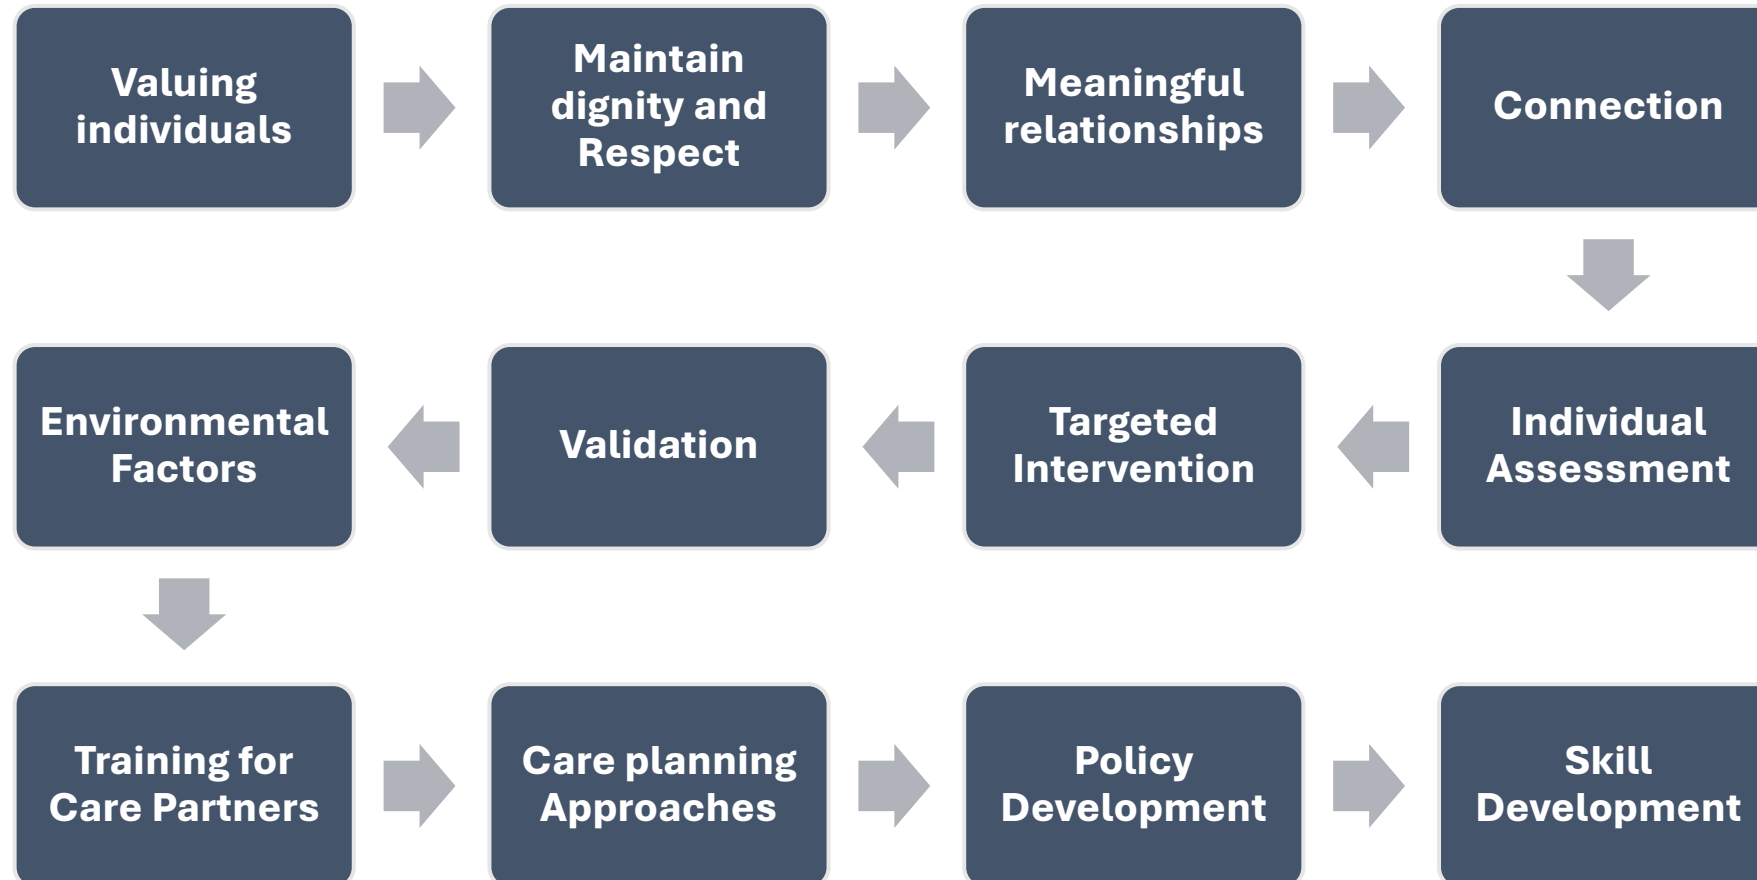 Valuing
individuals
Maintain
dignity and
Respect
Meaningful
relationships
Connection
Individual
Assessment
Targeted
Intervention
Validation
Environmental
Factors
Training for
Care Partners
Care planning
Approaches
Policy
Development
Skill
Development